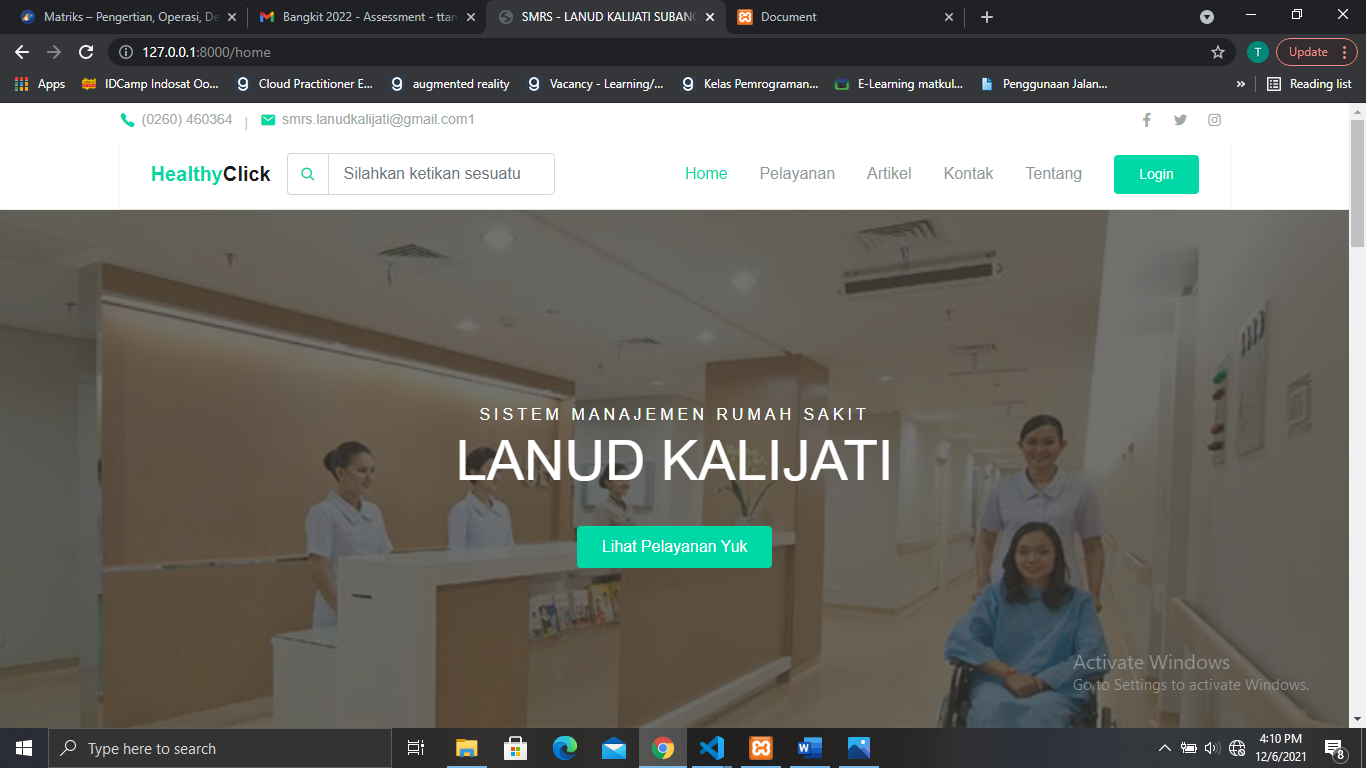 Matriks – Pengertian, Operasi, De
Bangkit 2022 - Assessment - ttan
SMRS - LANUD KALIJATI SUBANG
Document
127.0.0.1:8000/home
T
Update
Apps
IDCamp Indosat Oo...
Cloud Practitioner E...
augmented reality
Vacancy - Learning/...
Kelas Pemrograman...
E-Learning matkul...
Penggunaan Jalan...
»
Reading list
(0260) 460364 | smrs.lanudkalijati@gmail.com1
HealthyClick
Silahkan ketikan sesuatu
Home
Pelayanan
Artikel
Kontak
Tentang
Login
SISTEM MANAJEMEN RUMAH SAKIT
LANUD KALIJATI
Lihat Pelayanan Yuk
Activate Windows
Go to Settings to activate Windows.
Type here to search
4:10 PM
12/6/2021
8